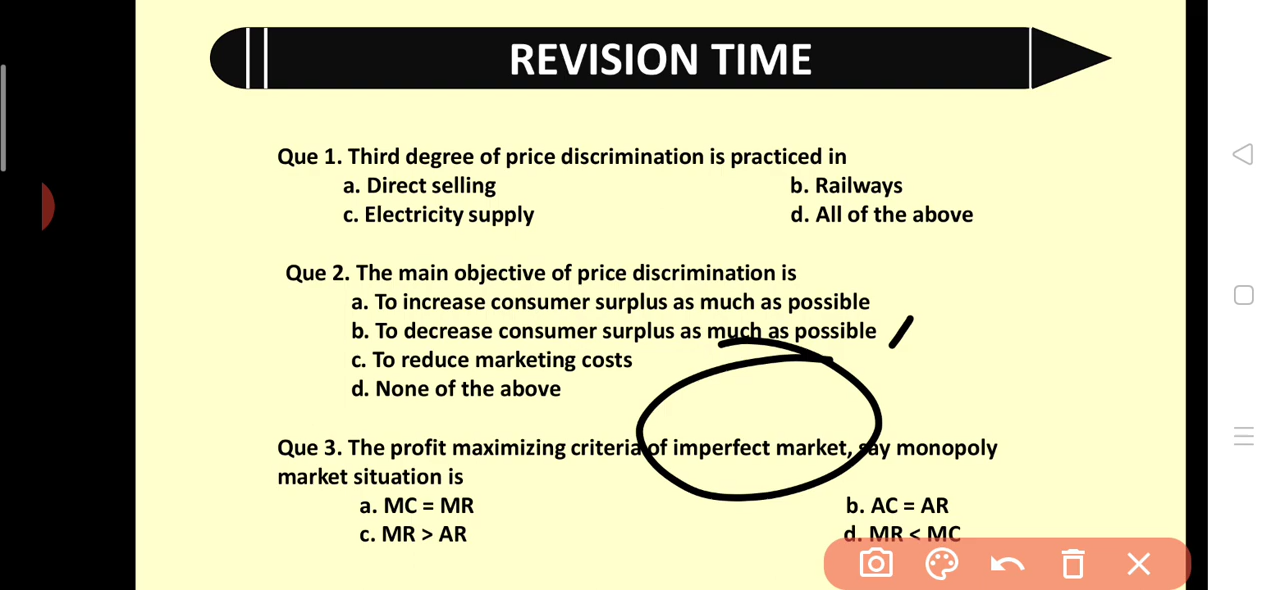 REVISION TIME
Que 1. Third degree of price discrimination is practiced in
a. Direct selling b. Railways
c. Electricity supply d. All of the above
Que 2. The main objective of price discrimination is
a. To increase consumer surplus as much as possible
b. To decrease consumer surplus as much as possible
c. To reduce marketing costs
d. None of the above
Que 3. The profit maximizing criteria of imperfect market, say monopoly
market situation is
a. MC = MR b. AC = AR
c. MR > AR d. MR < MC